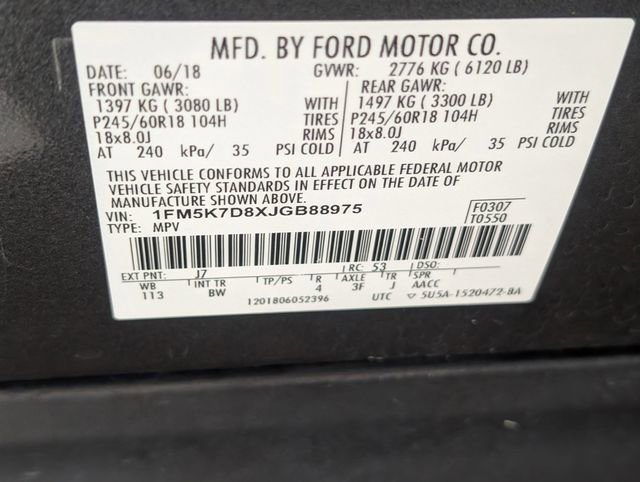 MFD. BY FORD MOTOR CO.
DATE: 06/18 GVWR: 2776 KG ( 6120 LB)
FRONT GAWR: REAR GAWR:
1397 KG ( 3080 LB) WITH 1497 KG ( 3300 LB) WITH
P245/60R18 104H TIRES P245/60R18 104H TIRES
18x8.0J RIMS 18x8.0J RIMS
AT 240 kPa/ 35 PSI COLD AT 240 kPa/ 35 PSI COLD
THIS VEHICLE CONFORMS TO ALL APPLICABLE FEDERAL MOTOR
VEHICLE SAFETY STANDARDS IN EFFECT ON THE DATE OF
MANUFACTURE SHOWN ABOVE.
VIN: 1FM5K7D8XJGB88975 F0307
TYPE: MPV T0550
EXT PNT: J7 RC: 53 DSO:
WB INT TR TP/PS R AXLE TR SPR
113 BW 4 3F J AACC
1201806052396 UTC ▽ 5U5A-1520472-BA